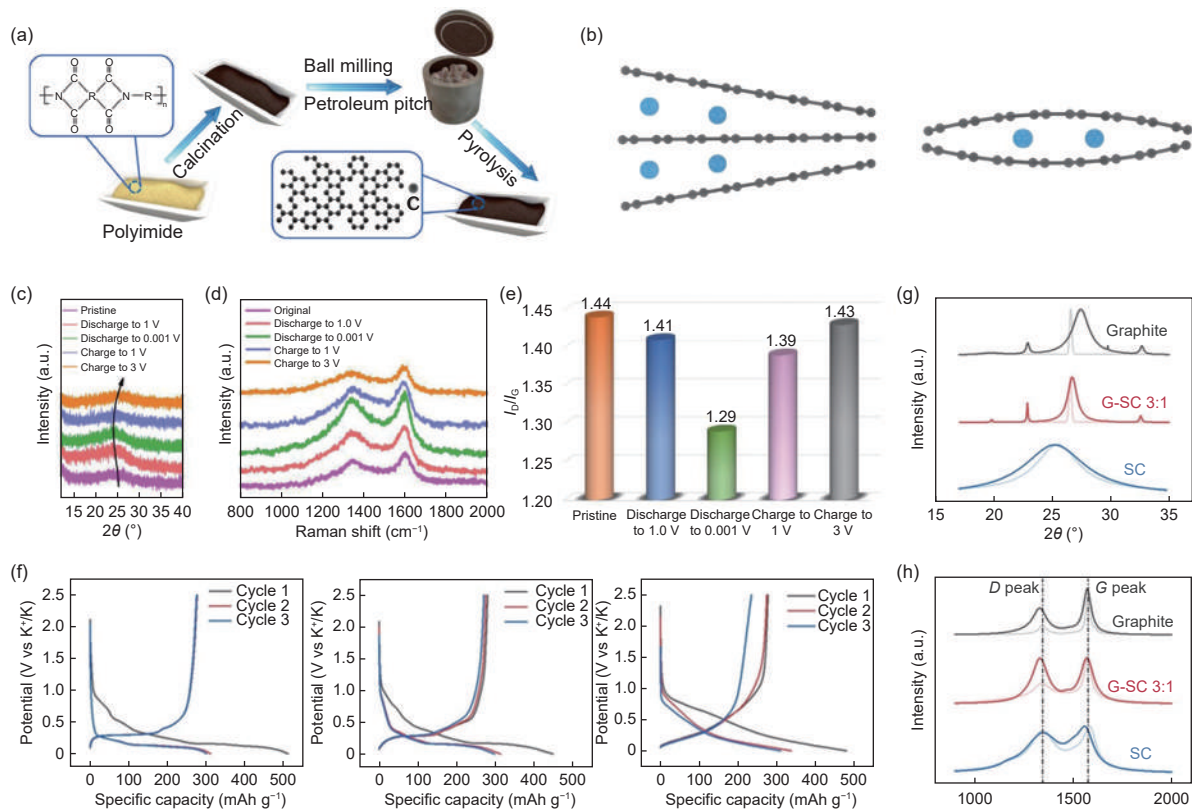 (a)
O O
C C
[ N R N—R ]n
C C
O O
Polyimide
Calcination
Ball milling
Petroleum pitch
Pyrolysis
C
(b)
(c)
Pristine
Discharge to 1 V
Discharge to 0.001 V
Charge to 1 V
Charge to 3 V
Intensity (a.u.)
15 20 25 30 35 40
2θ (°)
(d)
Original
Discharge to 1.0 V
Discharge to 0.001 V
Charge to 1 V
Charge to 3 V
Intensity (a.u.)
800 1000 1200 1400 1600 1800 2000
Raman shift (cm⁻¹)
(e)
1.45
1.40
1.35
1.30
1.25
1.20
I_D/I_G
1.44
1.41
1.29
1.39
1.43
Pristine
Discharge to 1.0 V
Discharge to 0.001 V
Charge to 1 V
Charge to 3 V
(g)
Graphite
G-SC 3:1
SC
Intensity (a.u.)
15 20 25 30 35
2θ (°)
(f)
Cycle 1
Cycle 2
Cycle 3
Potential (V vs K⁺/K)
2.5
2.0
1.5
1.0
0.5
0
0 100 200 300 400 500
Specific capacity (mAh g⁻¹)
Cycle 1
Cycle 2
Cycle 3
Potential (V vs K⁺/K)
2.5
2.0
1.5
1.0
0.5
0
0 100 200 300 400 500
Specific capacity (mAh g⁻¹)
Cycle 1
Cycle 2
Cycle 3
Potential (V vs K⁺/K)
2.5
2.0
1.5
1.0
0.5
0
0 100 200 300 400 500
Specific capacity (mAh g⁻¹)
(h)
D peak
G peak
Graphite
G-SC 3:1
SC
Intensity (a.u.)
1000 1500 2000